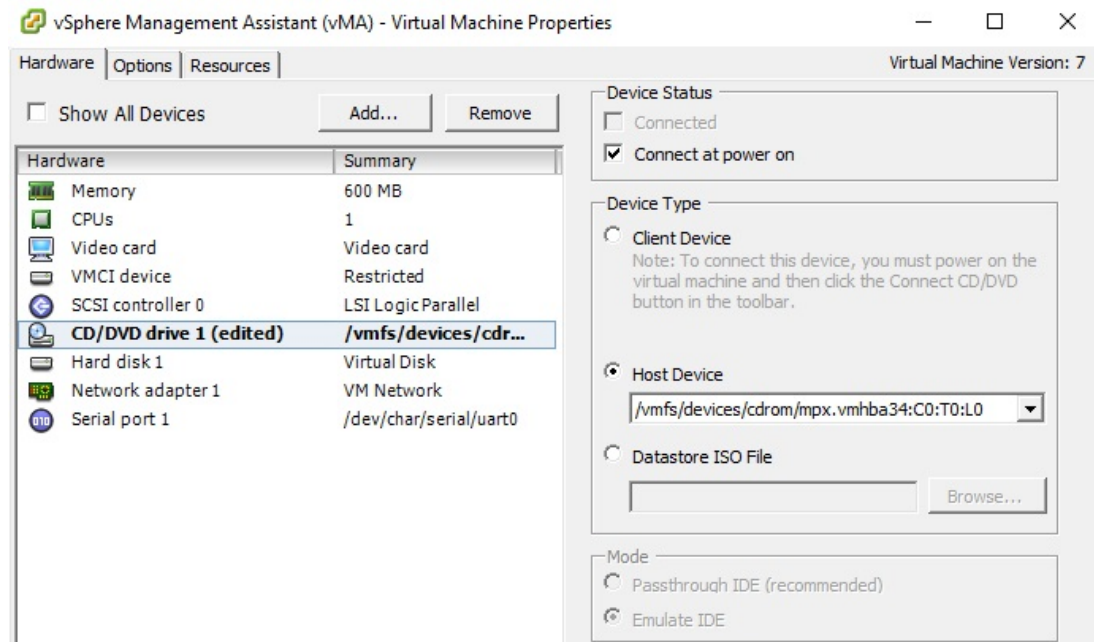 vSphere Management Assistant (vMA) - Virtual Machine Properties
Hardware Options Resources Virtual Machine Version: 7
Show All Devices Add... Remove
Hardware Summary
Memory 600 MB
CPUs 1
Video card Video card
VMCI device Restricted
SCSI controller 0 LSI Logic Parallel
CD/DVD drive 1 (edited) /vmfs/devices/cdr...
Hard disk 1 Virtual Disk
Network adapter 1 VM Network
Serial port 1 /dev/char/serial/uart0
Device Status
Connected
Connect at power on
Device Type
Client Device
Note: To connect this device, you must power on the
virtual machine and then click the Connect CD/DVD
button in the toolbar.
Host Device
/vmfs/devices/cdrom/mpx.vmhba34:C0:T0:L0
Datastore ISO File
Browse...
Mode
Passthrough IDE (recommended)
Emulate IDE